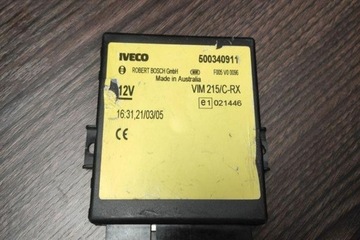 IVECO 500340911
ROBERT BOSCH GmbH F005 V0 0096
Made in Australia
12V VIM 215/C-RX
e1 021446
16:31,21/03/05
CE